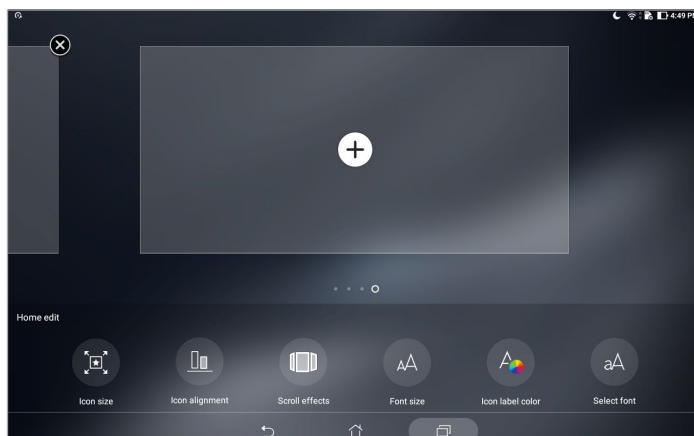 4:49 PM
Home edit
Icon size
Icon alignment
Scroll effects
Font size
Icon label color
Select font